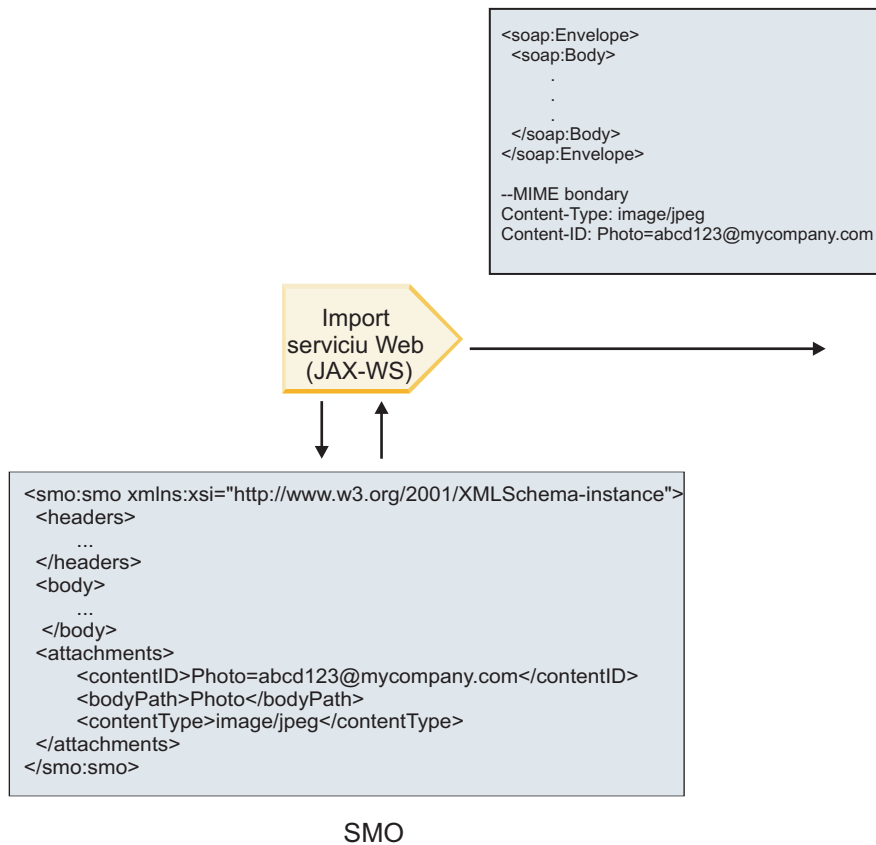 <soap:Envelope>
<soap:Body>
.
.
.
</soap:Body>
</soap:Envelope>
--MIME bondary
Content-Type: image/jpeg
Content-ID: Photo=abcd123@mycompany.com
Import
serviciu Web
(JAX-WS)
<smo:smo xmlns:xsi="http://www.w3.org/2001/XMLSchema-instance">
<headers>
...
</headers>
<body>
...
</body>
<attachments>
<contentID>Photo=abcd123@mycompany.com</contentID>
<bodyPath>Photo</bodyPath>
<contentType>image/jpeg</contentType>
</attachments>
</smo:smo>
SMO